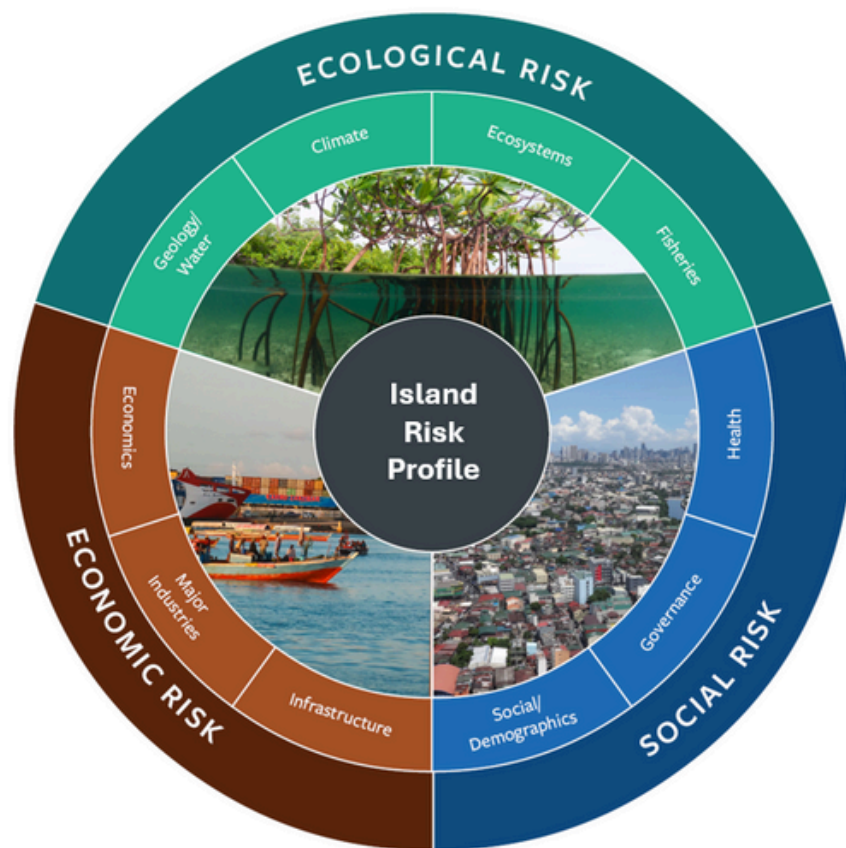 ECOLOGICAL RISK
Geology/
Water
Climate
Ecosystems
Fisheries
Island
Risk
Profile
Economics
Major
Industries
Infrastructure
ECONOMIC RISK
Health
Governance
Social/
Demographics
SOCIAL RISK